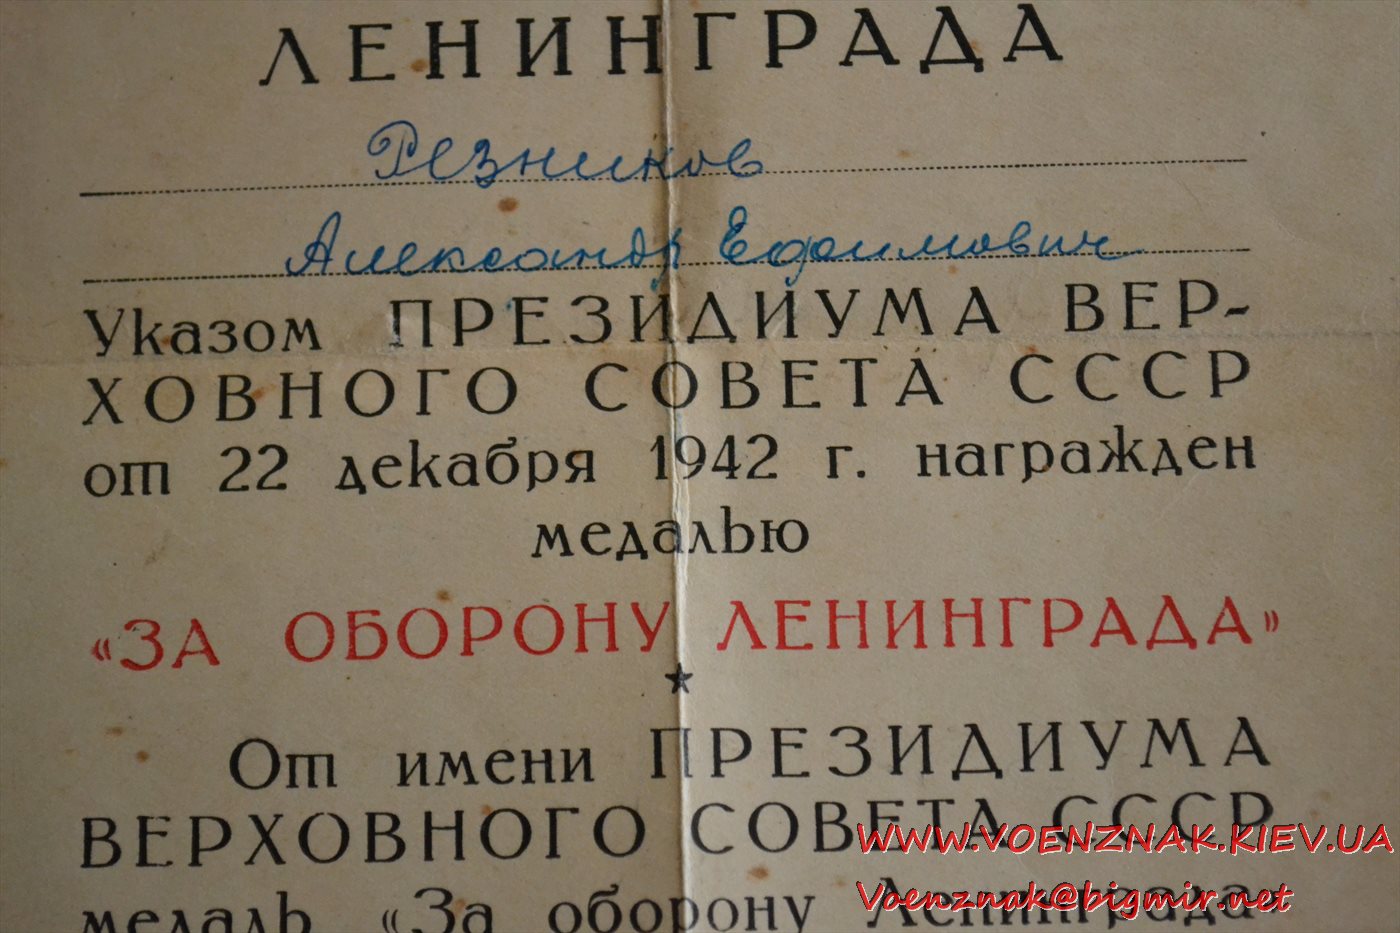 ЛЕНИНГРАДА
Резников
Александр Ефимович
Указом ПРЕЗИДИУМА ВЕР-
ХОВНОГО СОВЕТА СССР
от 22 декабря 1942 г. награжден
медалью
«ЗА ОБОРОНУ ЛЕНИНГРАДА»
От имени ПРЕЗИДИУМА
ВЕРХОВНОГО СОВЕТА СССР
медаль «За оборону Ленинграда
WWW.VOENZNAK.KIEV.UA
Voenznak@bigmir.net